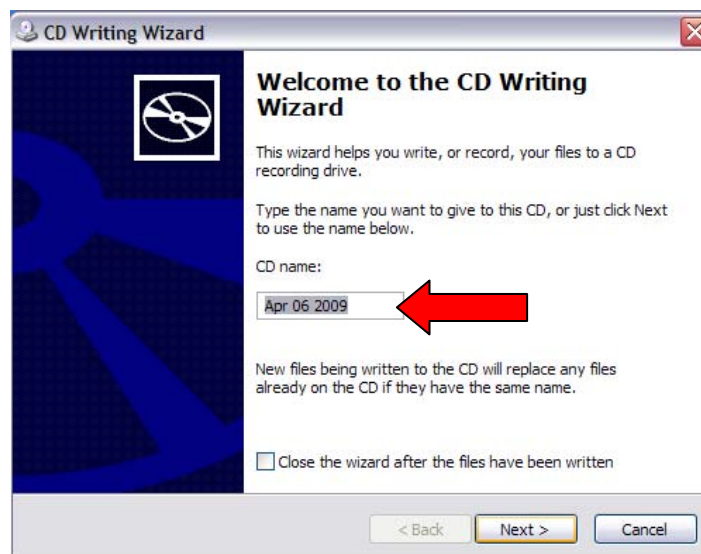 CD Writing Wizard
Welcome to the CD Writing
Wizard
This wizard helps you write, or record, your files to a CD
recording drive.
Type the name you want to give to this CD, or just click Next
to use the name below.
CD name:
Apr 06 2009
New files being written to the CD will replace any files
already on the CD if they have the same name.
Close the wizard after the files have been written
< Back Next > Cancel